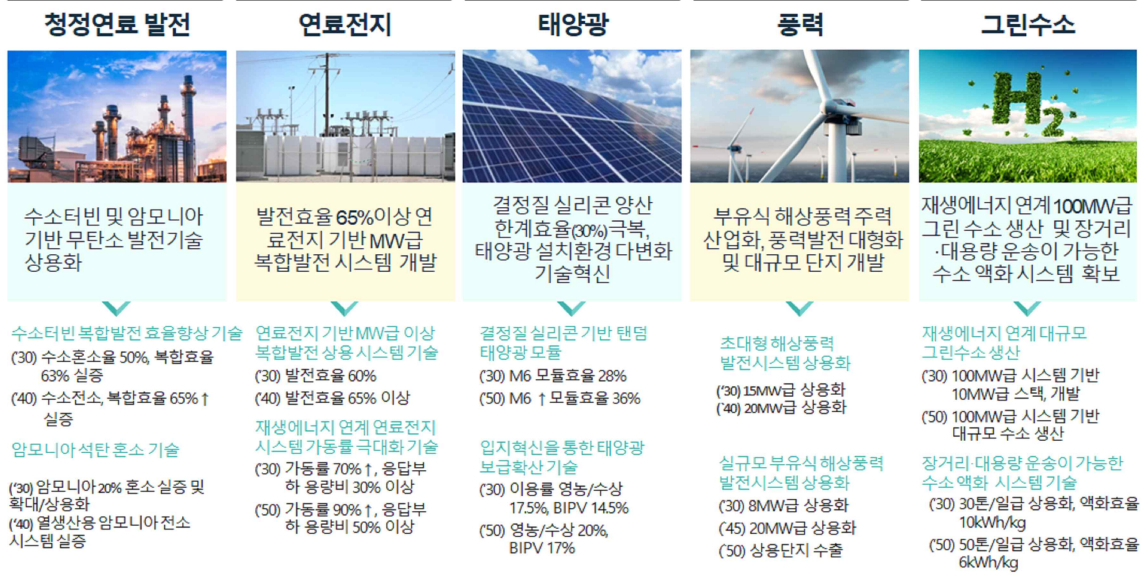 청정연료 발전
수소터빈 및 암모니아
기반 무탄소 발전기술
상용화
수소터빈 복합발전 효율향상 기술
('30) 수소혼소율 50%, 복합효율
63% 실증
('40) 수소전소, 복합효율 65%↑
실증
암모니아 석탄 혼소 기술
('30) 암모니아 20% 혼소 실증 및
확대/상용화
('40) 열생산용 암모니아 전소
시스템 실증
연료전지
발전효율 65%이상 연
료전지 기반 MW급
복합발전 시스템 개발
연료전지 기반 MW급 이상
복합발전 상용 시스템 기술
('30) 발전효율 60%
('40) 발전효율 65% 이상
재생에너지 연계 연료전지
시스템 가동률 극대화 기술
('30) 가동률 70%↑, 응답부
하 용량비 30% 이상
('50) 가동률 90%↑, 응답부
하 용량비 50% 이상
태양광
결정질 실리콘 양산
한계효율(30%)극복,
태양광 설치환경 다변화
기술혁신
결정질 실리콘 기반 탠덤
태양광 모듈
('30) M6 모듈효율 28%
('50) M6 ↑모듈효율 36%
입지혁신을 통한 태양광
보급확산 기술
('30) 이용률 영농/수상
17.5%, BIPV 14.5%
('50) 영농/수상 20%,
BIPV 17%
풍력
부유식 해상풍력 주력
산업화, 풍력발전 대형화
및 대규모 단지 개발
초대형 해상풍력
발전시스템 상용화
('30) 15MW급 상용화
('40) 20MW급 상용화
실규모 부유식 해상풍력
발전시스템 상용화
('30) 8MW급 상용화
('45) 20MW급 상용화
('50) 상용단지 수출
그린수소
H2
재생에너지 연계 100MW급
그린 수소 생산 및 장거리
·대용량 운송이 가능한
수소 액화 시스템 확보
재생에너지 연계 대규모
그린수소 생산
('30) 100MW급 시스템 기반
10MW급 스택, 개발
('50) 100MW급 시스템 기반
대규모 수소 생산
장거리·대용량 운송이 가능한
수소 액화 시스템 기술
('30) 30톤/일급 상용화, 액화효율
10kWh/kg
('50) 50톤/일급 상용화, 액화효율
6kWh/kg